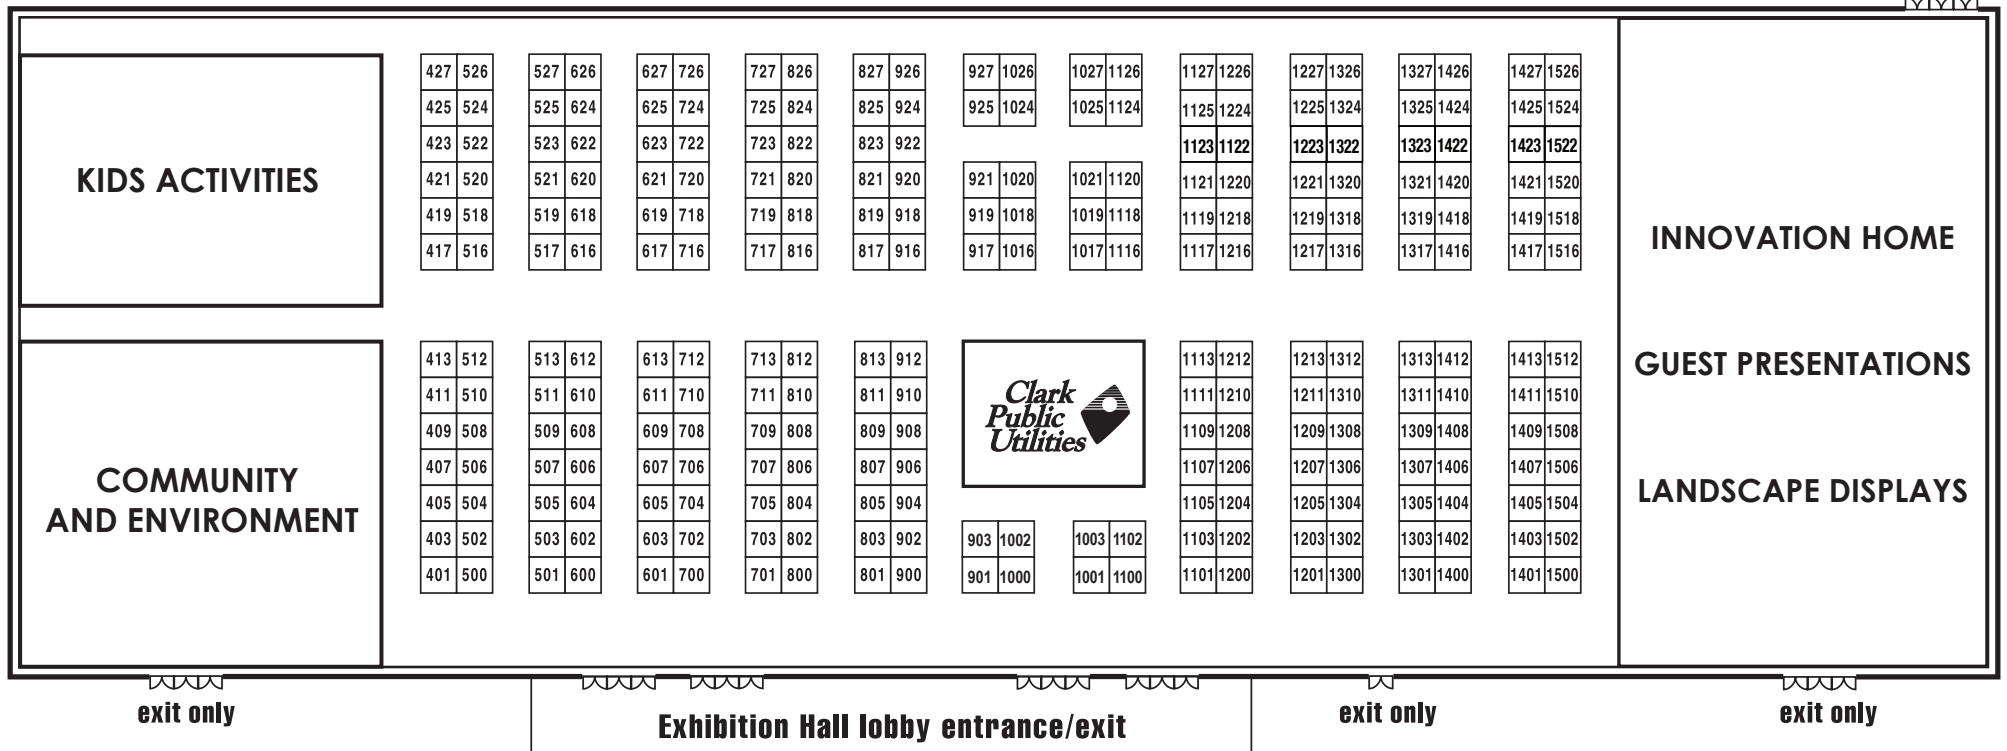 427 526 527 626 627 726 727 826 827 926 927 1026 1027 1126 1127 1226 1227 1326 1327 1426 1427 1526
425 524 525 624 625 724 725 824 825 924 925 1024 1025 1124 1125 1224 1225 1324 1325 1424 1425 1524
423 522 523 622 623 722 723 822 823 922 1123 1122 1223 1322 1323 1422 1423 1522
KIDS ACTIVITIES
421 520 521 620 621 720 721 820 821 920 921 1020 1021 1120 1121 1220 1221 1320 1321 1420 1421 1520
419 518 519 618 619 718 719 818 819 918 919 1018 1019 1118 1119 1218 1219 1318 1319 1418 1419 1518
417 516 517 616 617 716 717 816 817 916 917 1016 1017 1116 1117 1216 1217 1316 1317 1416 1417 1516
INNOVATION HOME
413 512 513 612 613 712 713 812 813 912 1113 1212 1213 1312 1313 1412 1413 1512
GUEST PRESENTATIONS
411 510 511 610 611 710 711 810 811 910 1111 1210 1211 1310 1311 1410 1411 1510
Clark
Public
Utilities
409 508 509 608 609 708 709 808 809 908 1109 1208 1209 1308 1309 1408 1409 1508
407 506 507 606 607 706 707 806 807 906 1107 1206 1207 1306 1307 1406 1407 1506
COMMUNITY
AND ENVIRONMENT
LANDSCAPE DISPLAYS
405 504 505 604 605 704 705 804 805 904 1105 1204 1205 1304 1305 1404 1405 1504
403 502 503 602 603 702 703 802 803 902 903 1002 1003 1102 1103 1202 1203 1302 1303 1402 1403 1502
401 500 501 600 601 700 701 800 801 900 901 1000 1001 1100 1101 1200 1201 1300 1301 1400 1401 1500
exit only
Exhibition Hall lobby entrance/exit
exit only
exit only